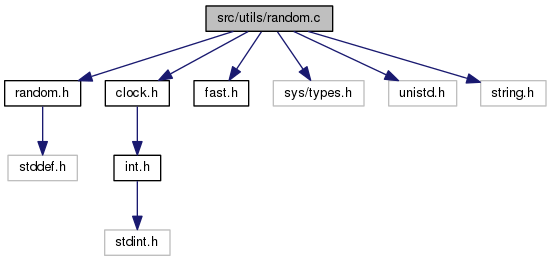 src/utils/random.c
random.h
clock.h
fast.h
sys/types.h
unistd.h
string.h
stddef.h
int.h
stdint.h